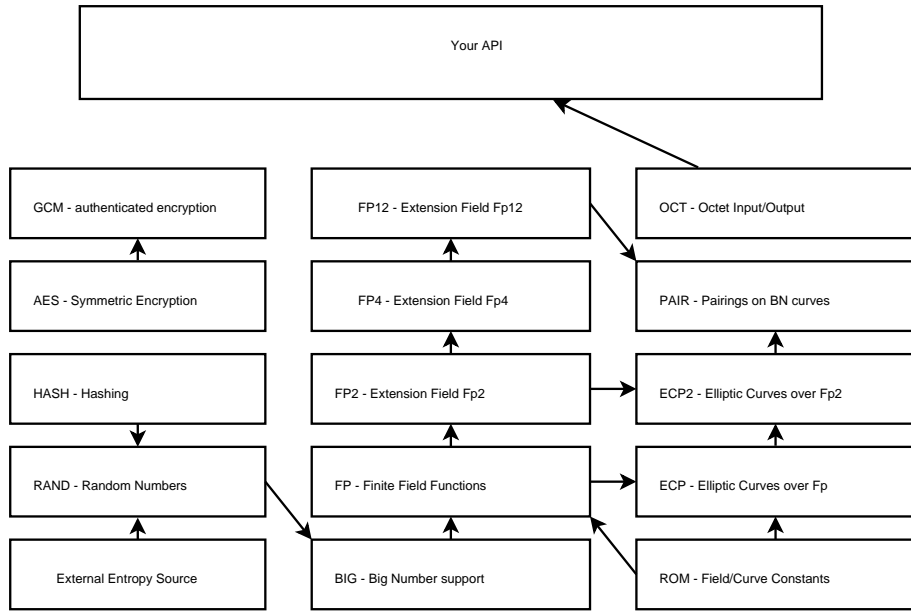 Your API
GCM - authenticated encryption
FP12 - Extension Field Fp12
OCT - Octet Input/Output
AES - Symmetric Encryption
FP4 - Extension Field Fp4
PAIR - Pairings on BN curves
HASH - Hashing
FP2 - Extension Field Fp2
ECP2 - Elliptic Curves over Fp2
RAND - Random Numbers
FP - Finite Field Functions
ECP - Elliptic Curves over Fp
External Entropy Source
BIG - Big Number support
ROM - Field/Curve Constants